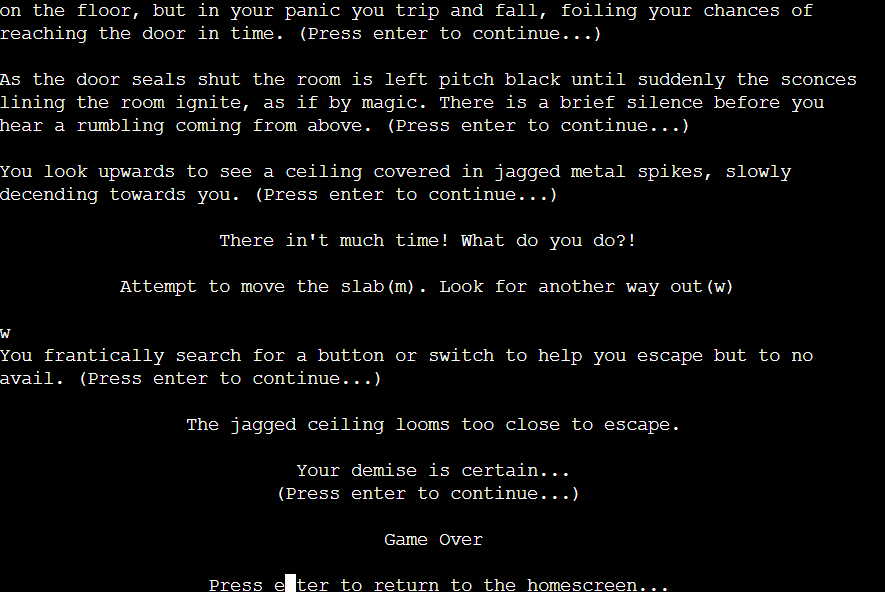 on the floor, but in your panic you trip and fall, foiling your chances of
reaching the door in time. (Press enter to continue...)
As the door seals shut the room is left pitch black until suddenly the sconces
lining the room ignite, as if by magic. There is a brief silence before you
hear a rumbling coming from above. (Press enter to continue...)
You look upwards to see a ceiling covered in jagged metal spikes, slowly
decending towards you. (Press enter to continue...)
There in't much time! What do you do?!
Attempt to move the slab(m). Look for another way out(w)
w
You frantically search for a button or switch to help you escape but to no
avail. (Press enter to continue...)
The jagged ceiling looms too close to escape.
Your demise is certain...
(Press enter to continue...)
Game Over
Press e ter to return to the homescreen...